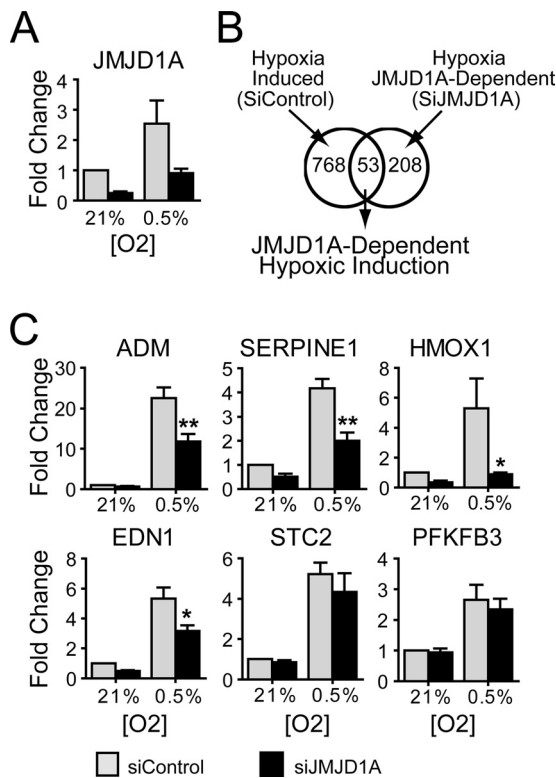 A
JMJD1A
Fold Change
4
3
2
1
0
21% 0.5%
[O2]
B
Hypoxia
Induced
(SiControl)
Hypoxia
JMJD1A-Dependent
(SiJMJD1A)
768 53 208
JMJD1A-Dependent
Hypoxic Induction
C
ADM
Fold Change
30
20
10
0
**
21% 0.5%
SERPINE1
5
4
3
2
1
0
**
21% 0.5%
HMOX1
8
6
4
2
0
*
21% 0.5%
EDN1
Fold Change
8
6
4
2
0
*
21% 0.5%
[O2]
STC2
6
4
2
0
21% 0.5%
[O2]
PFKFB3
4
3
2
1
0
21% 0.5%
[O2]
siControl siJMJD1A